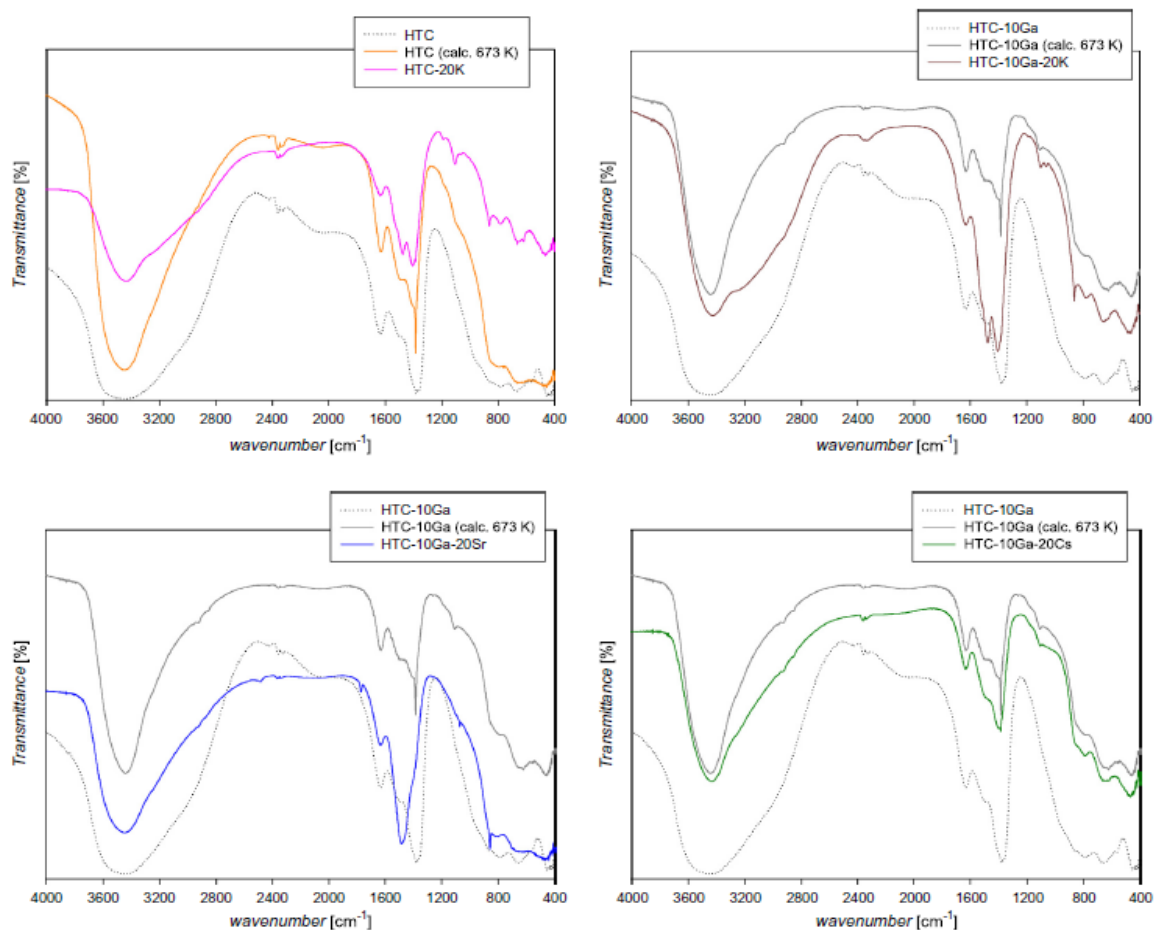 HTC
HTC (calc. 673 K)
HTC-20K
Transmittance [%]
4000 3600 3200 2800 2400 2000 1600 1200 800 400
wavenumber [cm⁻¹]
HTC-10Ga
HTC-10Ga (calc. 673 K)
HTC-10Ga-20K
Transmittance [%]
4000 3600 3200 2800 2400 2000 1600 1200 800 400
wavenumber [cm⁻¹]
HTC-10Ga
HTC-10Ga (calc. 673 K)
HTC-10Ga-20Sr
Transmittance [%]
4000 3600 3200 2800 2400 2000 1600 1200 800 400
wavenumber [cm⁻¹]
HTC-10Ga
HTC-10Ga (calc. 673 K)
HTC-10Ga-20Cs
Transmittance [%]
4000 3600 3200 2800 2400 2000 1600 1200 800 400
wavenumber [cm⁻¹]